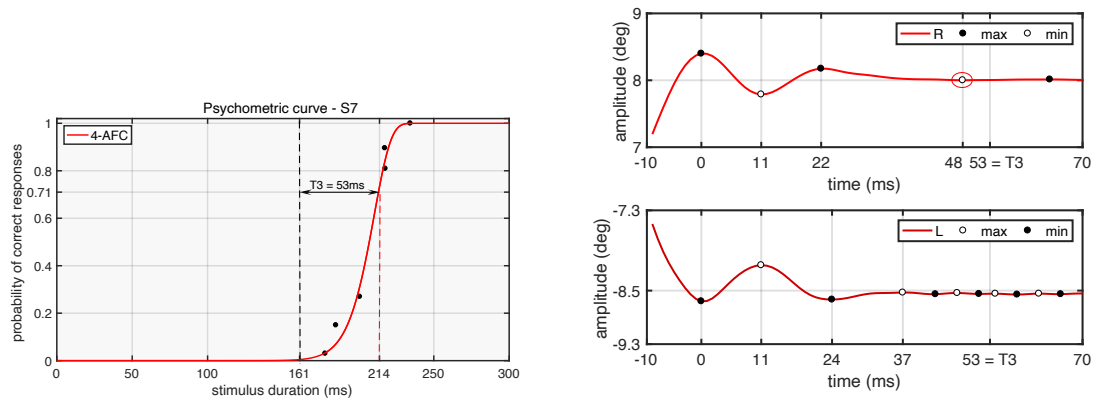 Psychometric curve - S7
4-AFC
probability of correct responses
1
0.8
0.71
0.6
0.4
0.2
0
T3 = 53ms
0 50 100 161 214 250 300
stimulus duration (ms)
amplitude (deg)
9
8
7
R max min
-10 0 11 22 48 53 = T3 70
time (ms)
amplitude (deg)
-7.3
-8.5
-9.3
L max min
-10 0 11 24 37 53 = T3 70
time (ms)